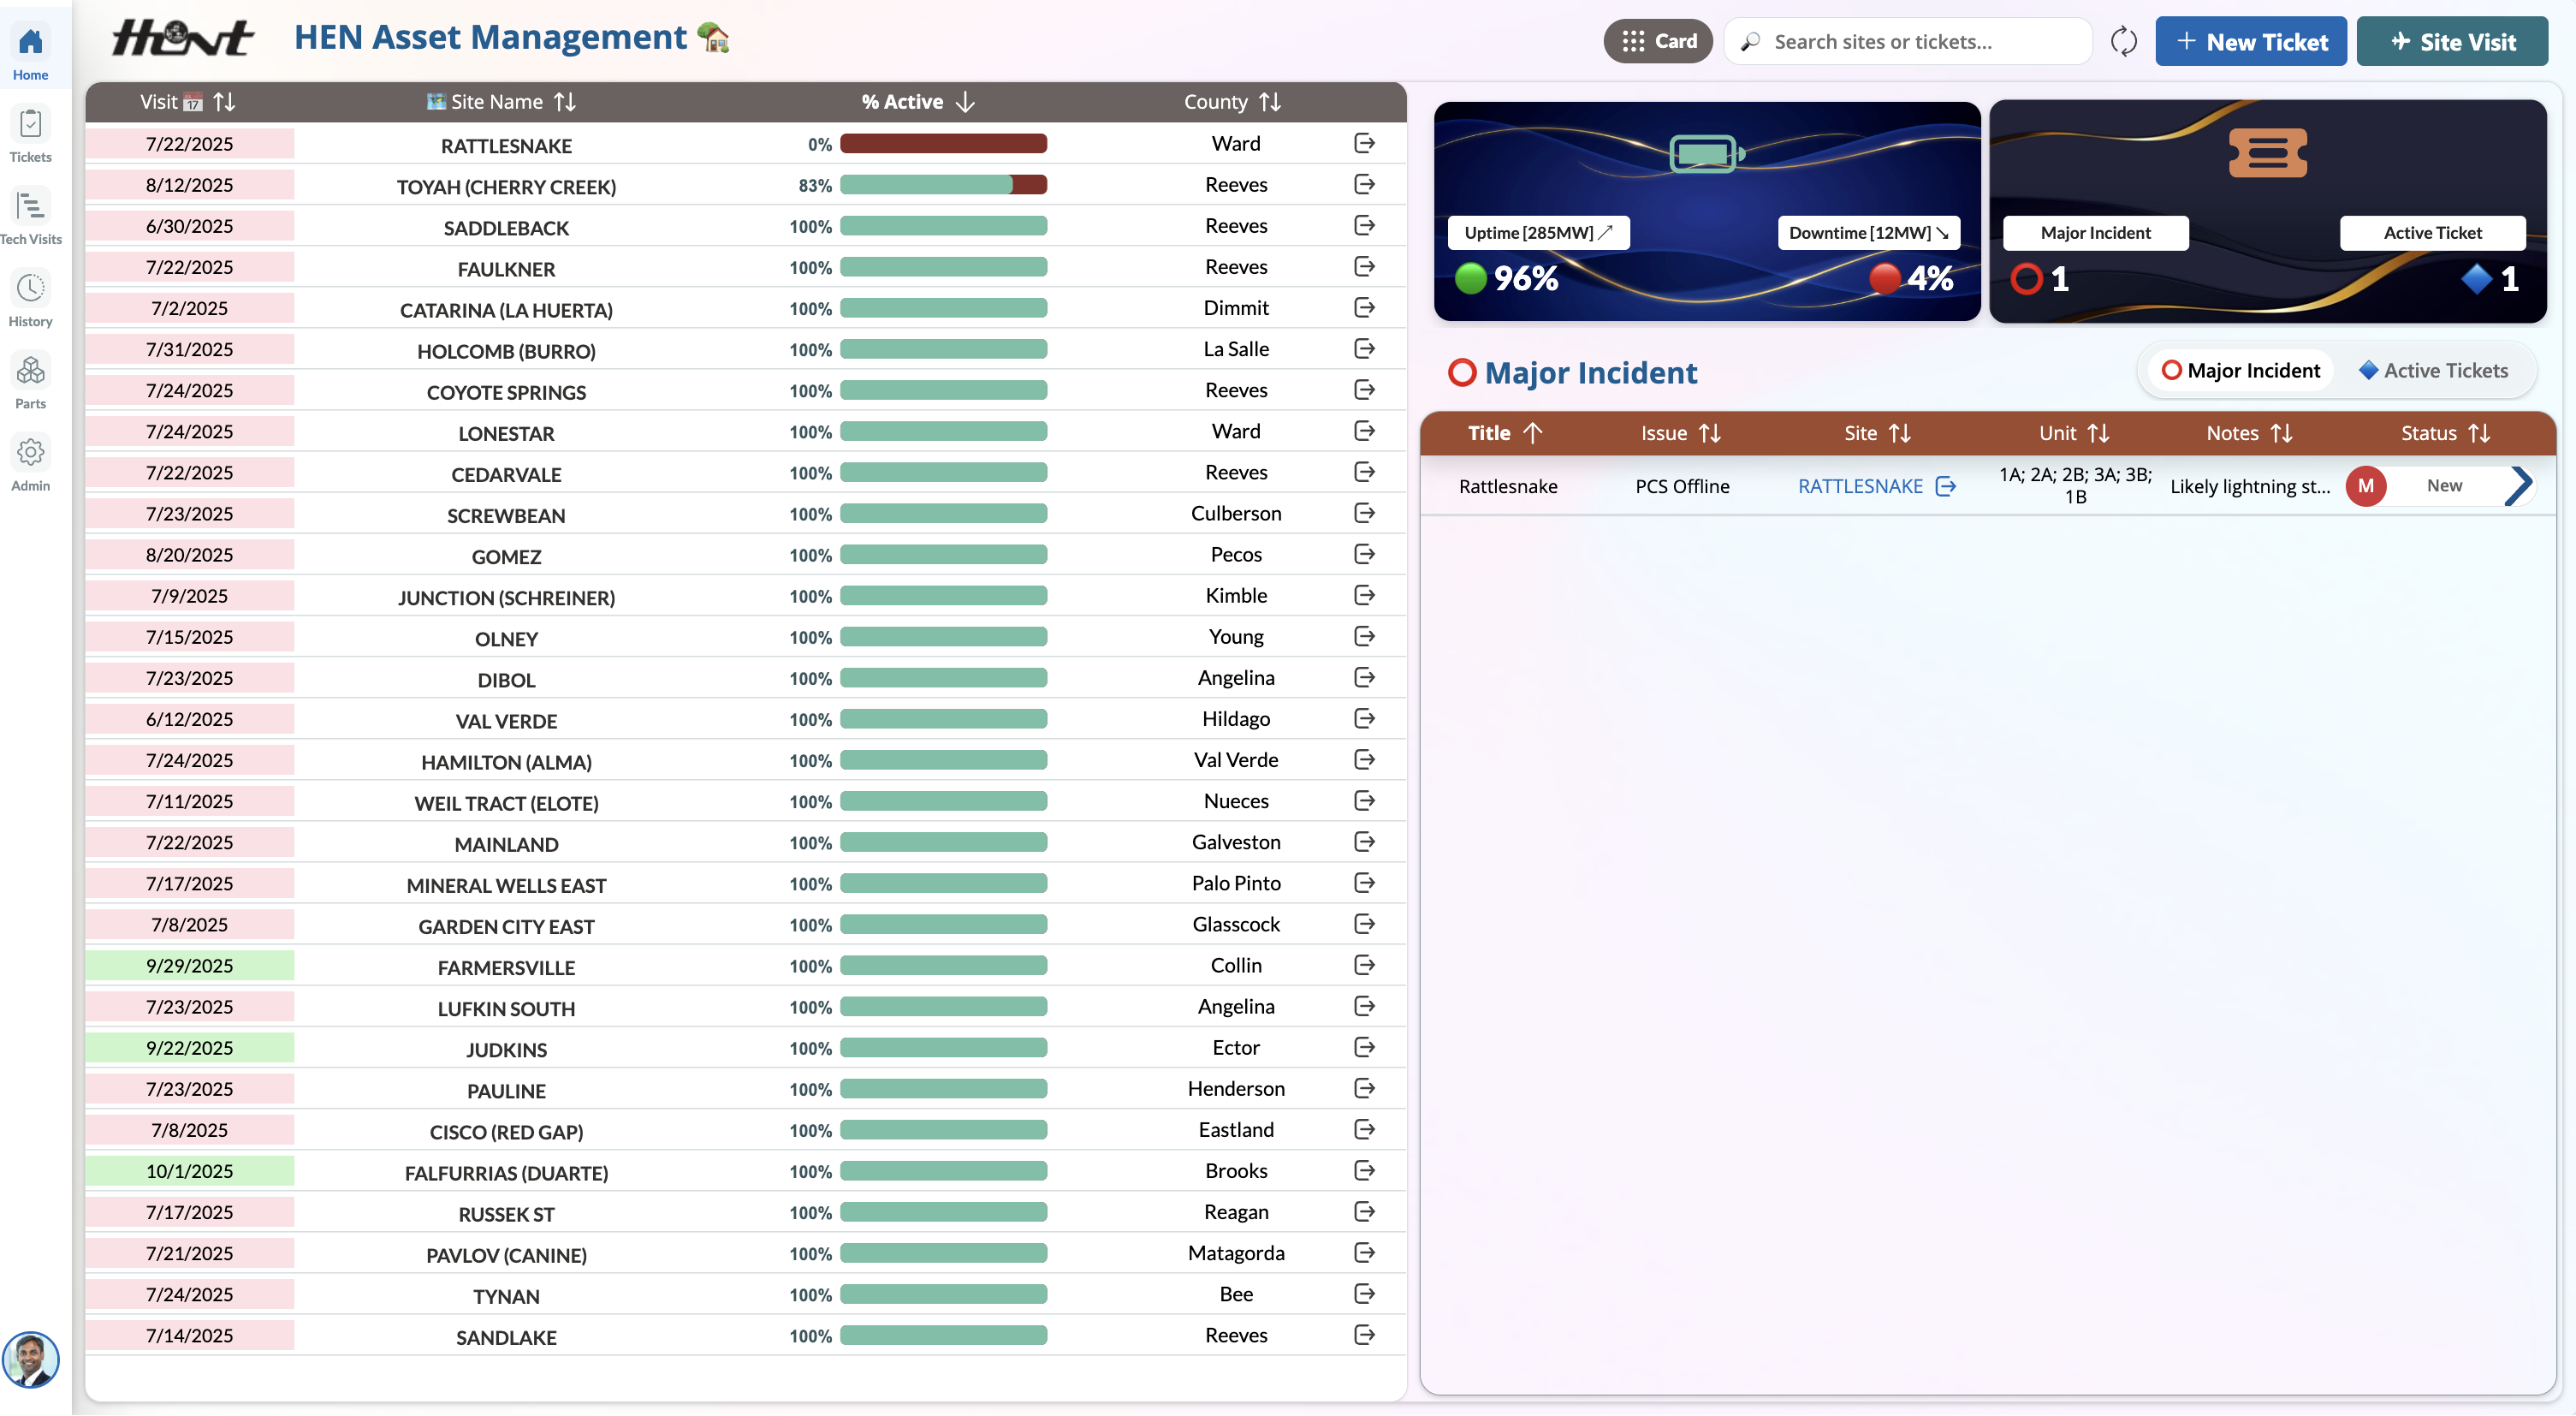 Hunt
HEN Asset Management
Card
Search sites or tickets...
+ New Ticket
Site Visit
Home
Tickets
Tech Visits
History
Parts
Admin
Visit 17 Site Name % Active County
7/22/2025 RATTLESNAKE 0% Ward
8/12/2025 TOYAH (CHERRY CREEK) 83% Reeves
6/30/2025 SADDLEBACK 100% Reeves
7/22/2025 FAULKNER 100% Reeves
7/2/2025 CATARINA (LA HUERTA) 100% Dimmit
7/31/2025 HOLCOMB (BURRO) 100% La Salle
7/24/2025 COYOTE SPRINGS 100% Reeves
7/24/2025 LONESTAR 100% Ward
7/22/2025 CEDARVALE 100% Reeves
7/23/2025 SCREWBEAN 100% Culberson
8/20/2025 GOMEZ 100% Pecos
7/9/2025 JUNCTION (SCHREINER) 100% Kimble
7/15/2025 OLNEY 100% Young
7/23/2025 DIBOL 100% Angelina
6/12/2025 VAL VERDE 100% Hildago
7/24/2025 HAMILTON (ALMA) 100% Val Verde
7/11/2025 WEIL TRACT (ELOTE) 100% Nueces
7/22/2025 MAINLAND 100% Galveston
7/17/2025 MINERAL WELLS EAST 100% Palo Pinto
7/8/2025 GARDEN CITY EAST 100% Glasscock
9/29/2025 FARMERSVILLE 100% Collin
7/23/2025 LUFKIN SOUTH 100% Angelina
9/22/2025 JUDKINS 100% Ector
7/23/2025 PAULINE 100% Henderson
7/8/2025 CISCO (RED GAP) 100% Eastland
10/1/2025 FALFURRIAS (DUARTE) 100% Brooks
7/17/2025 RUSSEK ST 100% Reagan
7/21/2025 PAVLOV (CANINE) 100% Matagorda
7/24/2025 TYNAN 100% Bee
7/14/2025 SANDLAKE 100% Reeves
Uptime [285MW] Downtime [12MW]
96% 4%
Major Incident Active Ticket
1 1
Major Incident
Major Incident Active Tickets
Title Issue Site Unit Notes Status
Rattlesnake PCS Offline RATTLESNAKE 1A; 2A; 2B; 3A; 3B; Likely lightning st... M New
1B